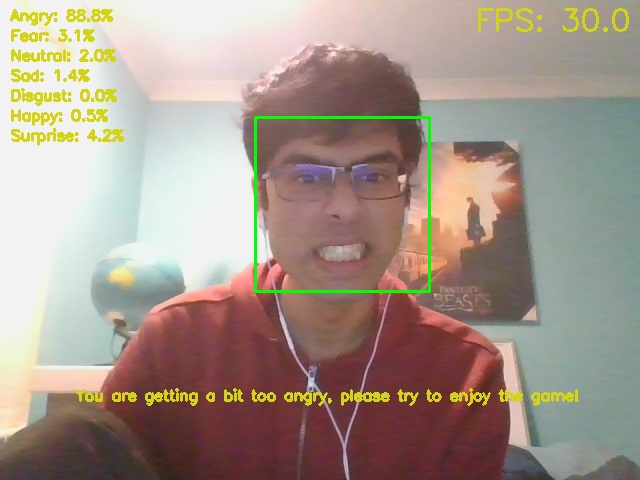 Angry: 88.8%
Fear: 3.1%
Neutral: 2.0%
Sad: 1.4%
Disgust: 0.0%
Happy: 0.5%
Surprise: 4.2%
FPS: 30.0
FANTASTIC
BEASTS
You are getting a bit too angry, please try to enjoy the game!